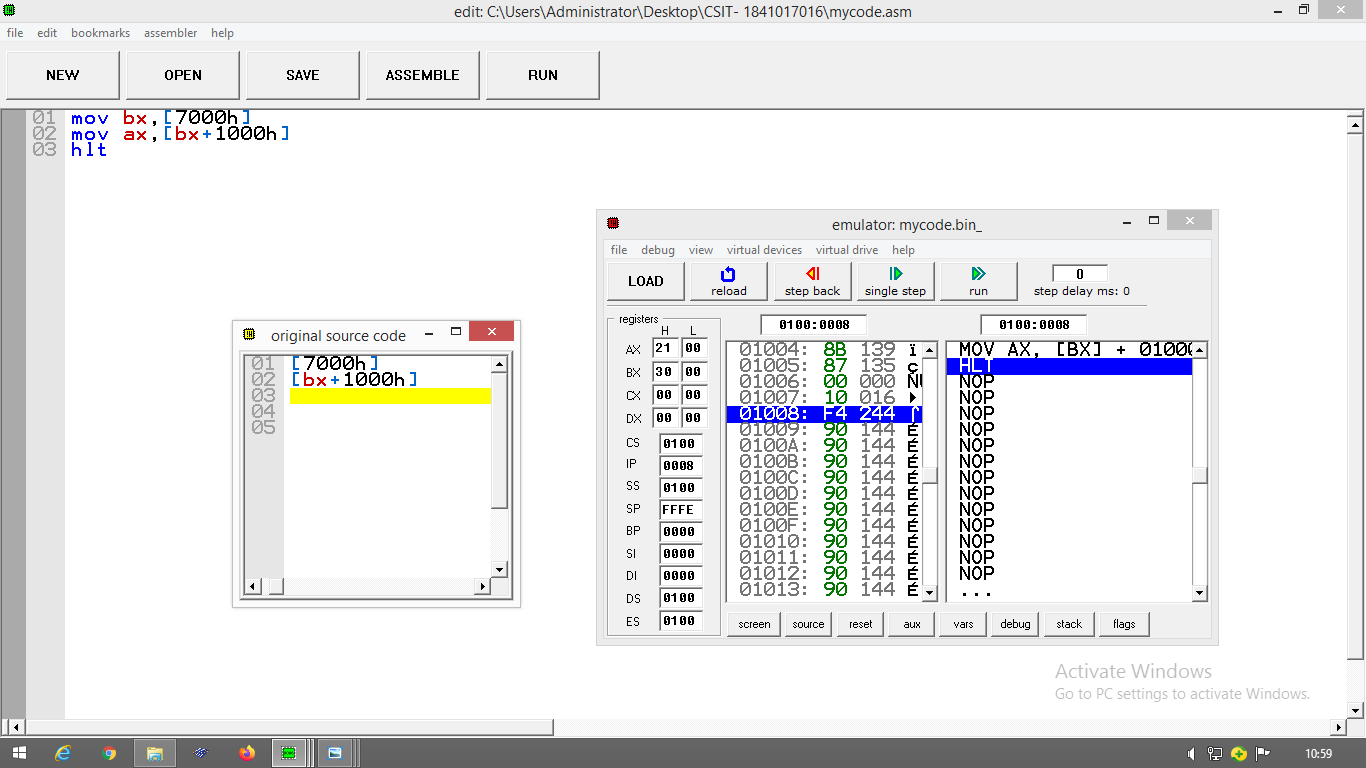 edit: C:\Users\Administrator\Desktop\CSIT- 1841017016\mycode.asm
file edit bookmarks assembler help
NEW OPEN SAVE ASSEMBLE RUN
01 mov bx,[7000h]
02 mov ax,[bx+1000h]
03 hlt
original source code
01 [7000h]
02 [bx+1000h]
03
04
05
emulator: mycode.bin_
file debug view virtual devices virtual drive help
LOAD reload step back single step run
0
step delay ms: 0
registers
H L
AX 21 00
BX 30 00
CX 00 00
DX 00 00
CS 0100
IP 0008
SS 0100
SP FFFE
BP 0000
SI 0000
DI 0000
DS 0100
ES 0100
0100:0008
01004: 8B 139 ï
01005: 87 135 ç
01006: 00 000 NU
01007: 10 016 ►
01008: F4 244 ⌠
01009: 90 144 É
0100A: 90 144 É
0100B: 90 144 É
0100C: 90 144 É
0100D: 90 144 É
0100E: 90 144 É
0100F: 90 144 É
01010: 90 144 É
01011: 90 144 É
01012: 90 144 É
01013: 90 144 É
0100:0008
MOV AX, [BX] + 01000
HLT
NOP
NOP
NOP
NOP
NOP
NOP
NOP
NOP
NOP
NOP
NOP
NOP
NOP
...
screen source reset aux vars debug stack flags
Activate Windows
Go to PC settings to activate Windows.
10:59